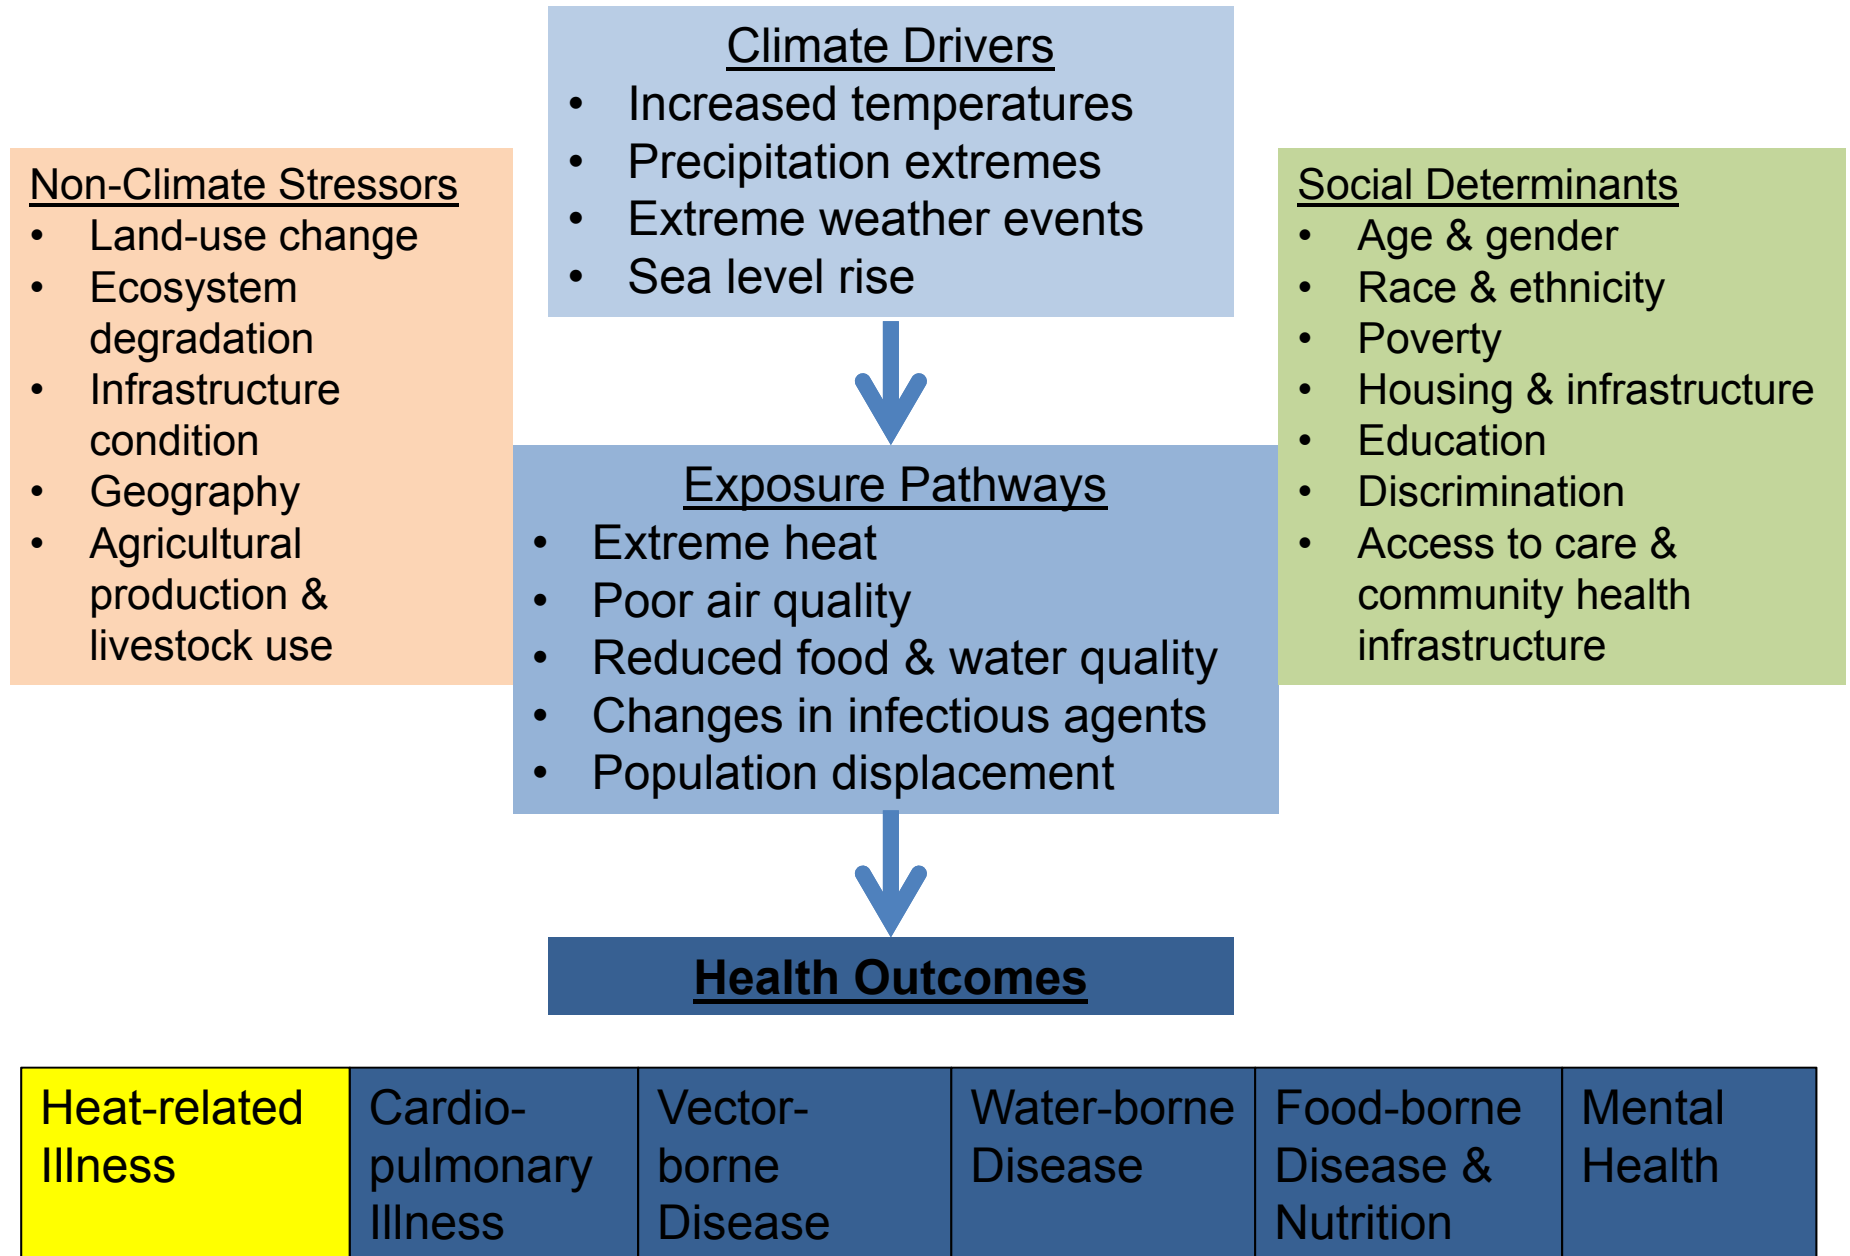 Climate Drivers
• Increased temperatures
• Precipitation extremes
• Extreme weather events
• Sea level rise
Non-Climate Stressors
• Land-use change
• Ecosystem
degradation
• Infrastructure
condition
• Geography
• Agricultural
production &
livestock use
Social Determinants
• Age & gender
• Race & ethnicity
• Poverty
• Housing & infrastructure
• Education
• Discrimination
• Access to care &
community health
infrastructure
Exposure Pathways
• Extreme heat
• Poor air quality
• Reduced food & water quality
• Changes in infectious agents
• Population displacement
Health Outcomes
Heat-related
Illness
Cardio-
pulmonary
Illness
Vector-
borne
Disease
Water-borne
Disease
Food-borne
Disease &
Nutrition
Mental
Health